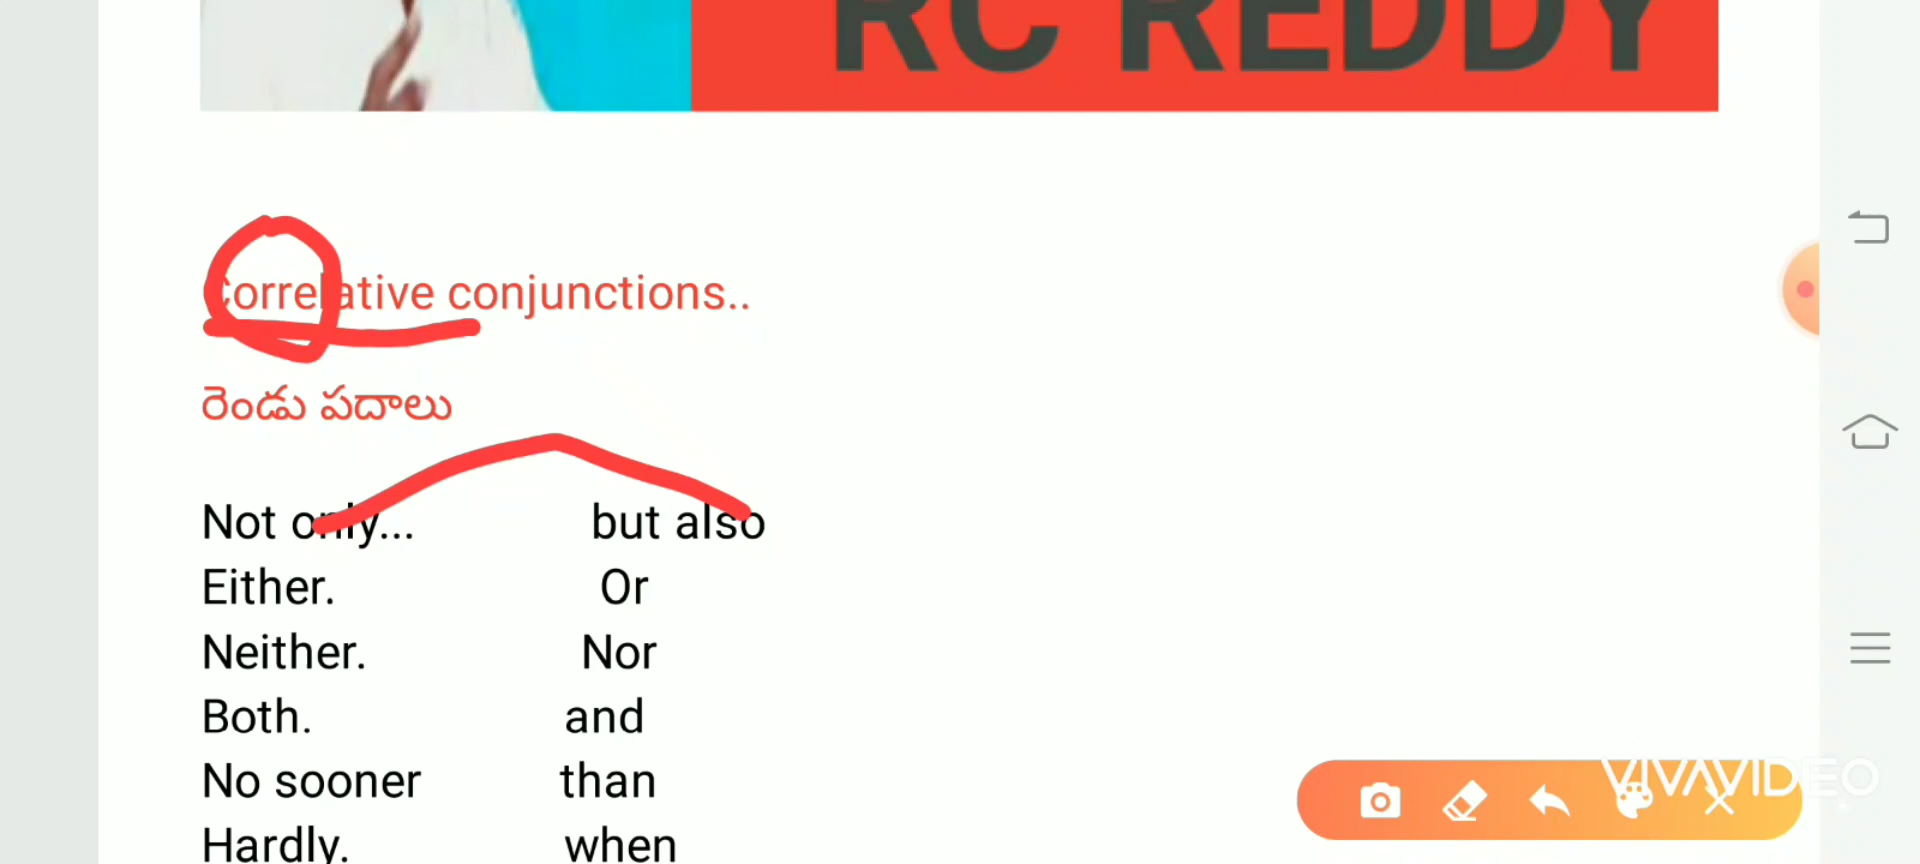 RC REDDY
Correlative conjunctions..
రెండు పదాలు
Not only... but also
Either. Or
Neither. Nor
Both. and
No sooner than
Hardly. when
VIVAVIDEO